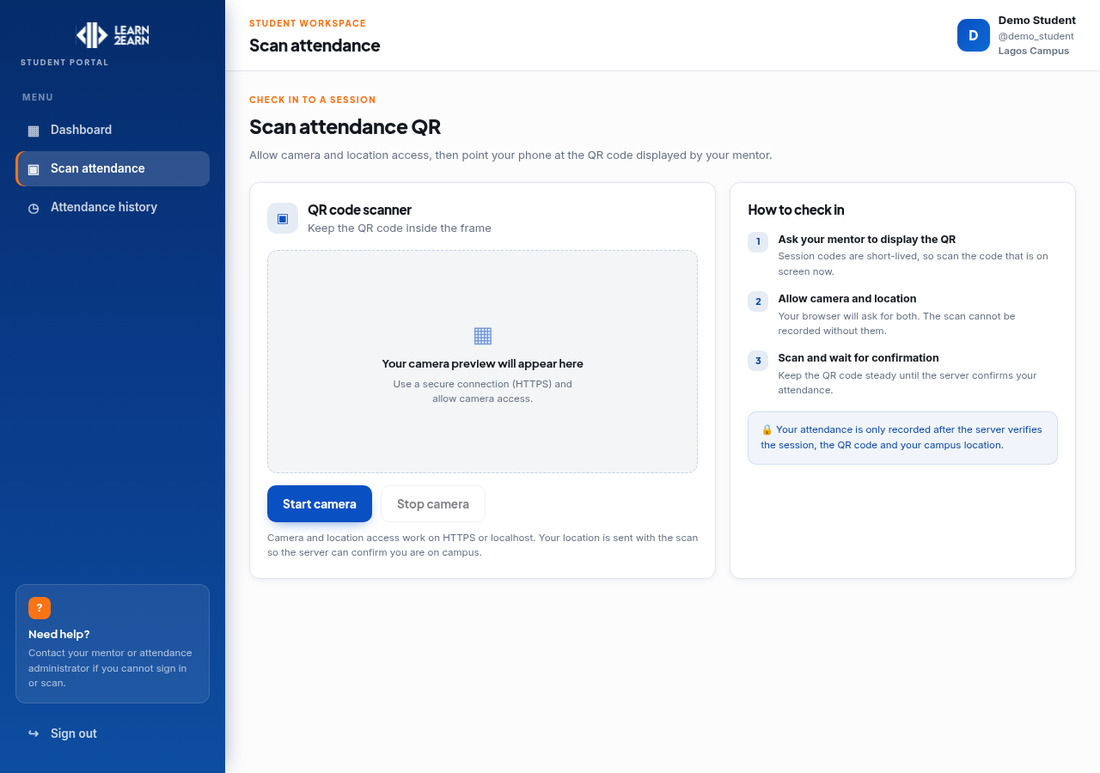 LEARN
2EARN
STUDENT PORTAL
MENU
Dashboard
Scan attendance
Attendance history
?
Need help?
Contact your mentor or attendance
administrator if you cannot sign in
or scan.
Sign out
STUDENT WORKSPACE
Scan attendance
D
Demo Student
@demo_student
Lagos Campus
CHECK IN TO A SESSION
Scan attendance QR
Allow camera and location access, then point your phone at the QR code displayed by your mentor.
QR code scanner
Keep the QR code inside the frame
Your camera preview will appear here
Use a secure connection (HTTPS) and
allow camera access.
Start camera
Stop camera
Camera and location access work on HTTPS or localhost. Your location is sent with the scan
so the server can confirm you are on campus.
How to check in
1
Ask your mentor to display the QR
Session codes are short-lived, so scan the code that is on
screen now.
2
Allow camera and location
Your browser will ask for both. The scan cannot be
recorded without them.
3
Scan and wait for confirmation
Keep the QR code steady until the server confirms your
attendance.
🔒 Your attendance is only recorded after the server verifies
the session, the QR code and your campus location.